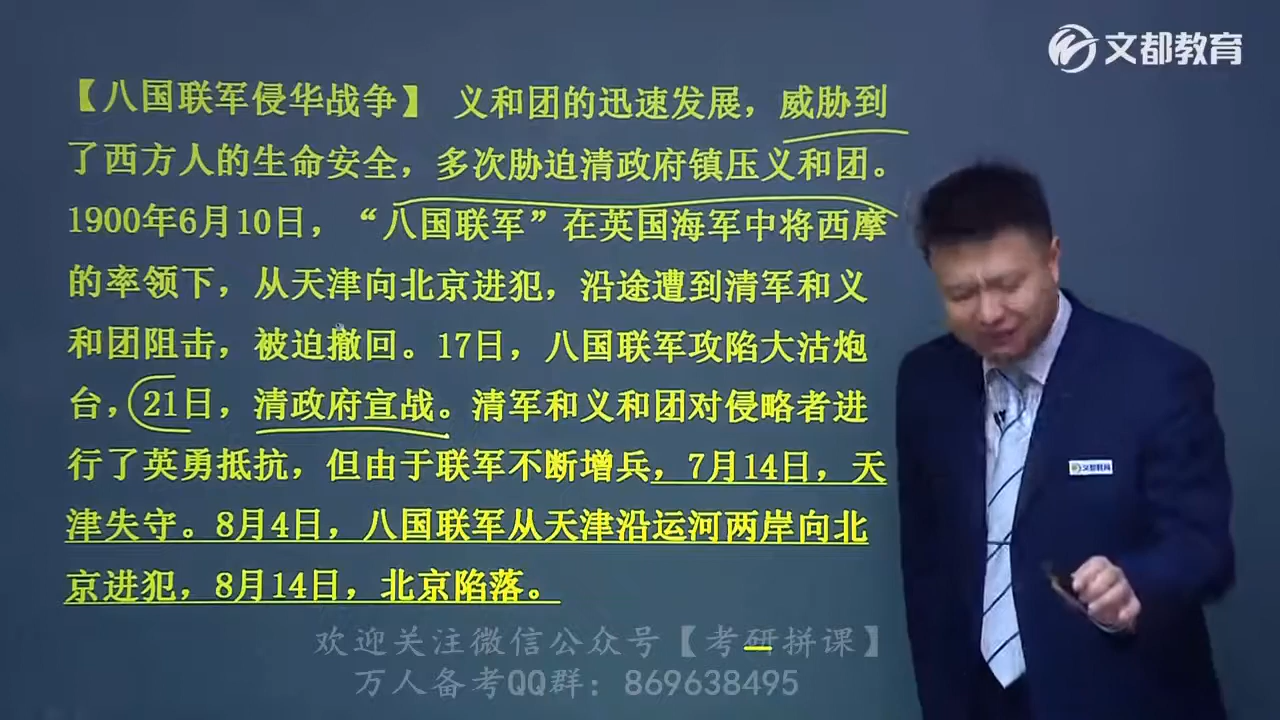 文都教育
【八国联军侵华战争】 义和团的迅速发展，威胁到
了西方人的生命安全，多次胁迫清政府镇压义和团。
1900年6月10日，“八国联军”在英国海军中将西摩
的率领下，从天津向北京进犯，沿途遭到清军和义
和团阻击，被迫撤回。17日，八国联军攻陷大沽炮
台，21日，清政府宣战。清军和义和团对侵略者进
行了英勇抵抗，但由于联军不断增兵，7月14日，天
津失守。8月4日，八国联军从天津沿运河两岸向北
京进犯，8月14日，北京陷落。
文都教育
欢迎关注微信公众号【考研拼课】
万人备考QQ群：869638495